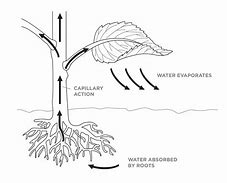 WATER EVAPORATES
CAPILLARY
ACTION
WATER ABSORBED
BY ROOTS